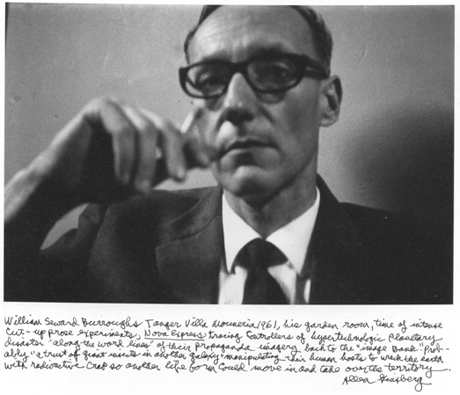 William Seward Burroughs Tanger Villa Mouneria 1961, his garden room, time of intense
Cut-up prose experiments, Nova Express tracing Controllers of hypertechnologic planetary
disaster "along the word lines" of their propaganda imagery back to the "image bank" Prob-
ably "a trust of giant insects in another galaxy" manipulating their human hosts to wreck the earth
with radioactive Crap so another life form could move in and take over the territory.
Allen Ginsberg